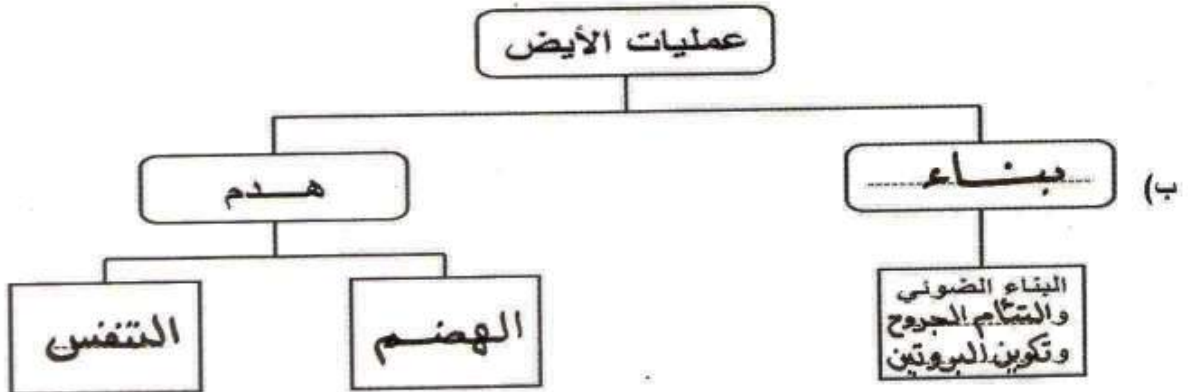 عمليات الأيض
ب)
بناء
هدم
البناء الضوئي
والتئام الجروح
وتكوين البروتين
الهضم
التنفس